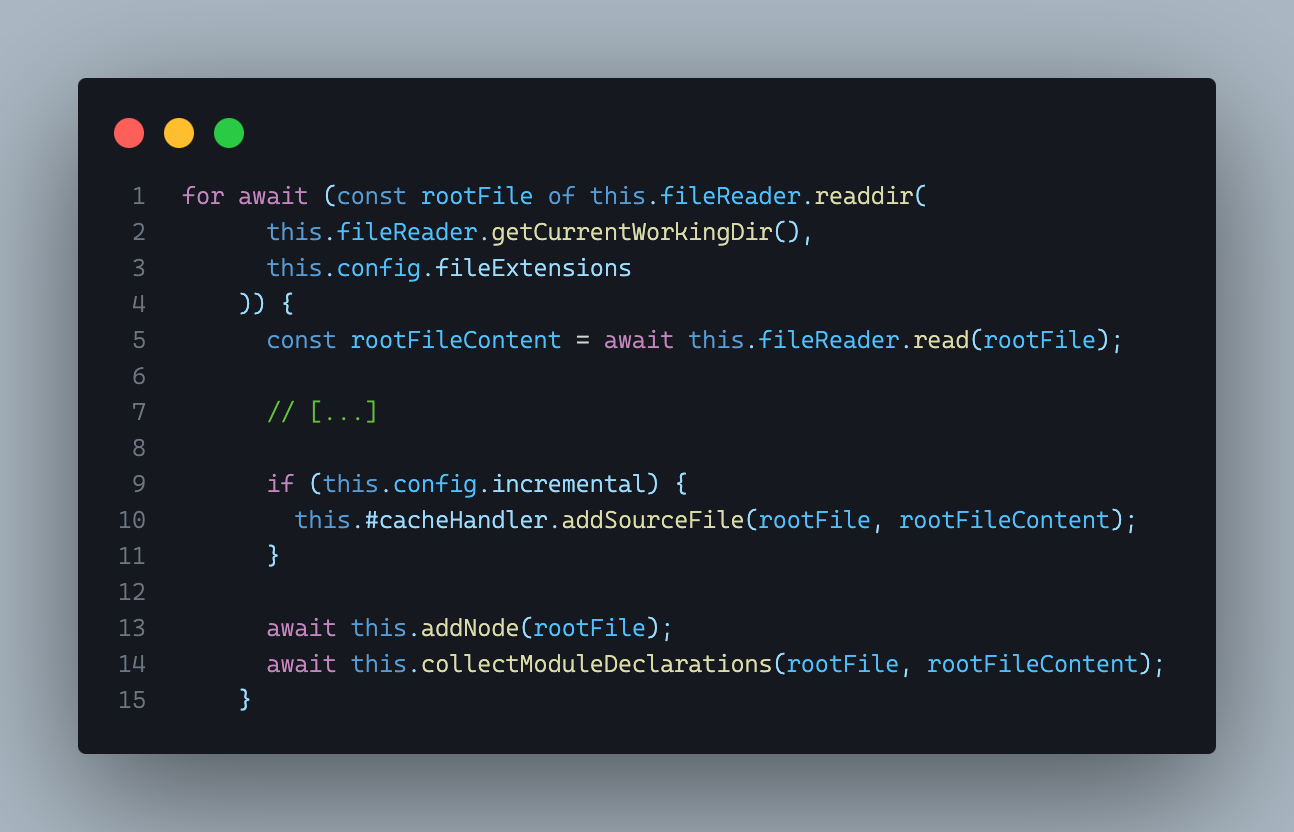 1 for await (const rootFile of this.fileReader.readdir(
2 this.fileReader.getCurrentWorkingDir(),
3 this.config.fileExtensions
4 )) {
5 const rootFileContent = await this.fileReader.read(rootFile);
6
7 // [...]
8
9 if (this.config.incremental) {
10 this.#cacheHandler.addSourceFile(rootFile, rootFileContent);
11 }
12
13 await this.addNode(rootFile);
14 await this.collectModuleDeclarations(rootFile, rootFileContent);
15 }